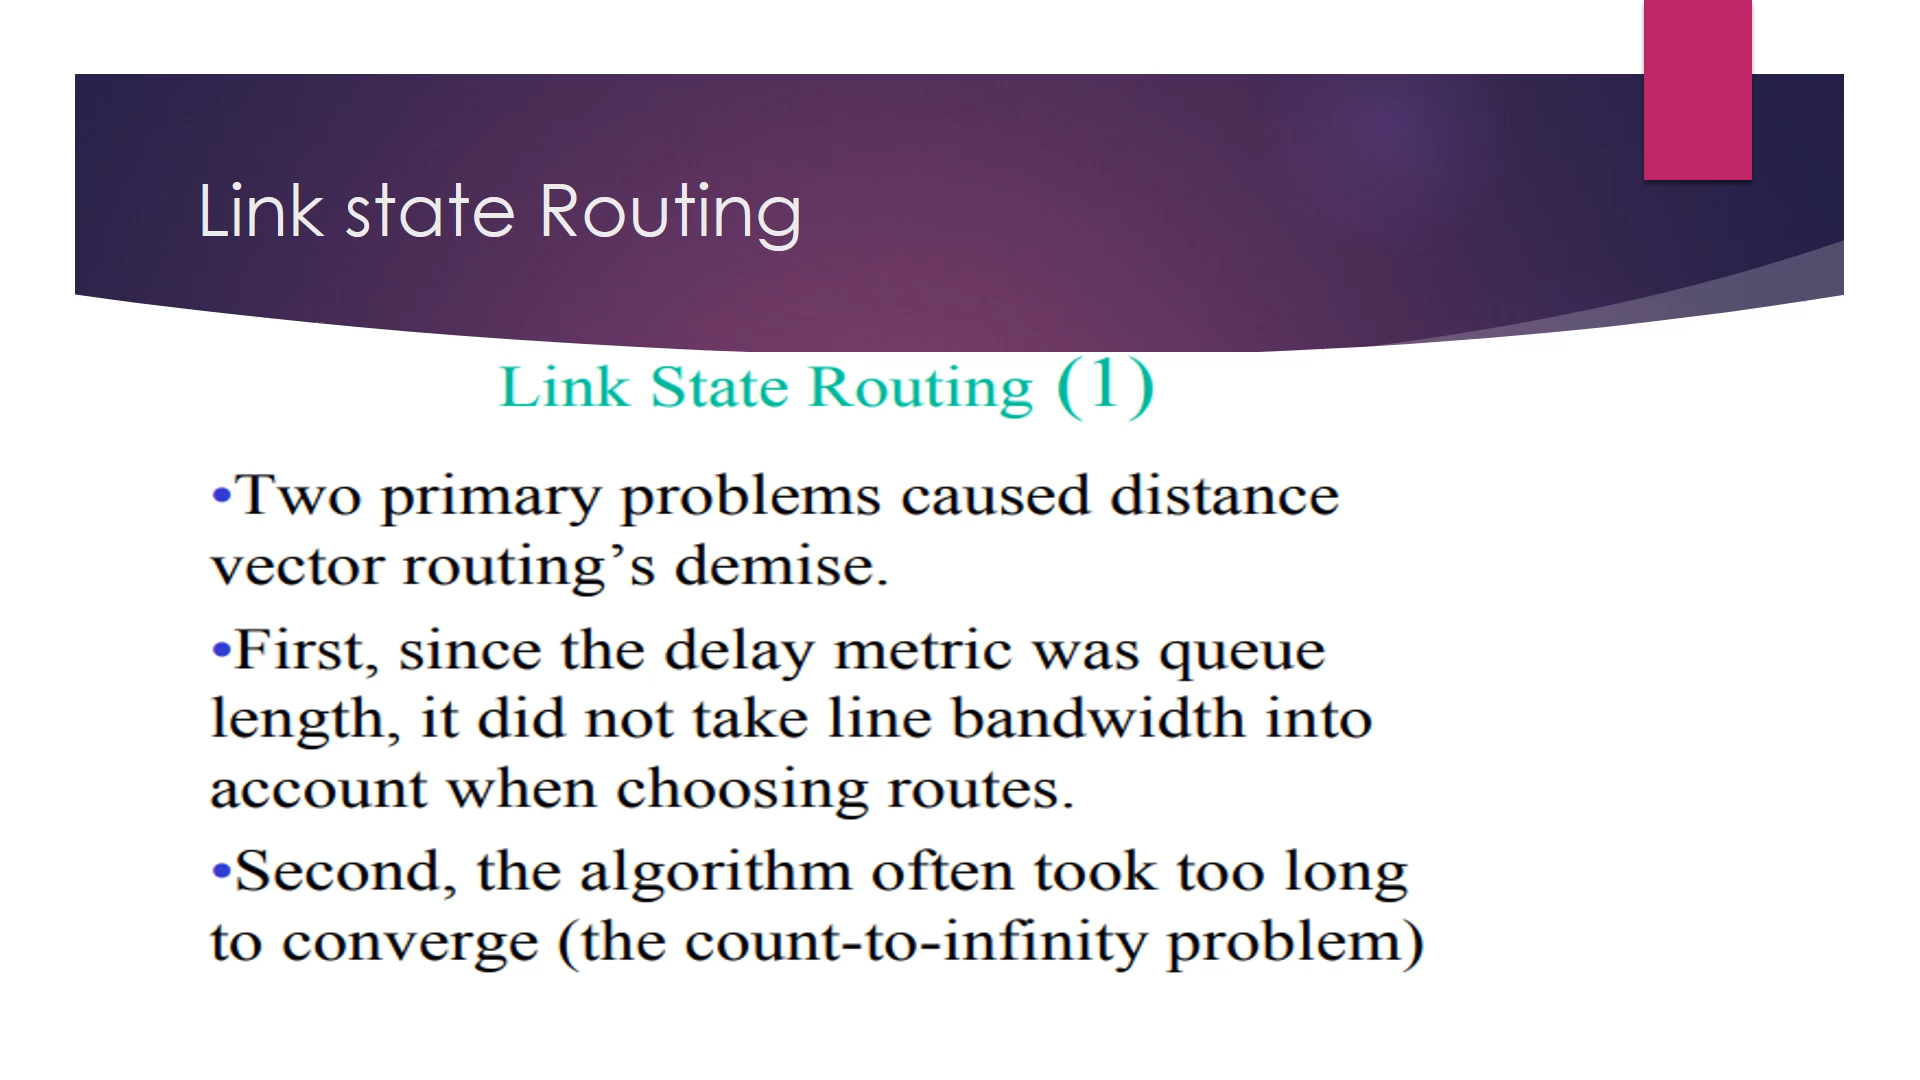 Link state Routing
Link State Routing (1)
•Two primary problems caused distance
vector routing’s demise.
•First, since the delay metric was queue
length, it did not take line bandwidth into
account when choosing routes.
•Second, the algorithm often took too long
to converge (the count-to-infinity problem)